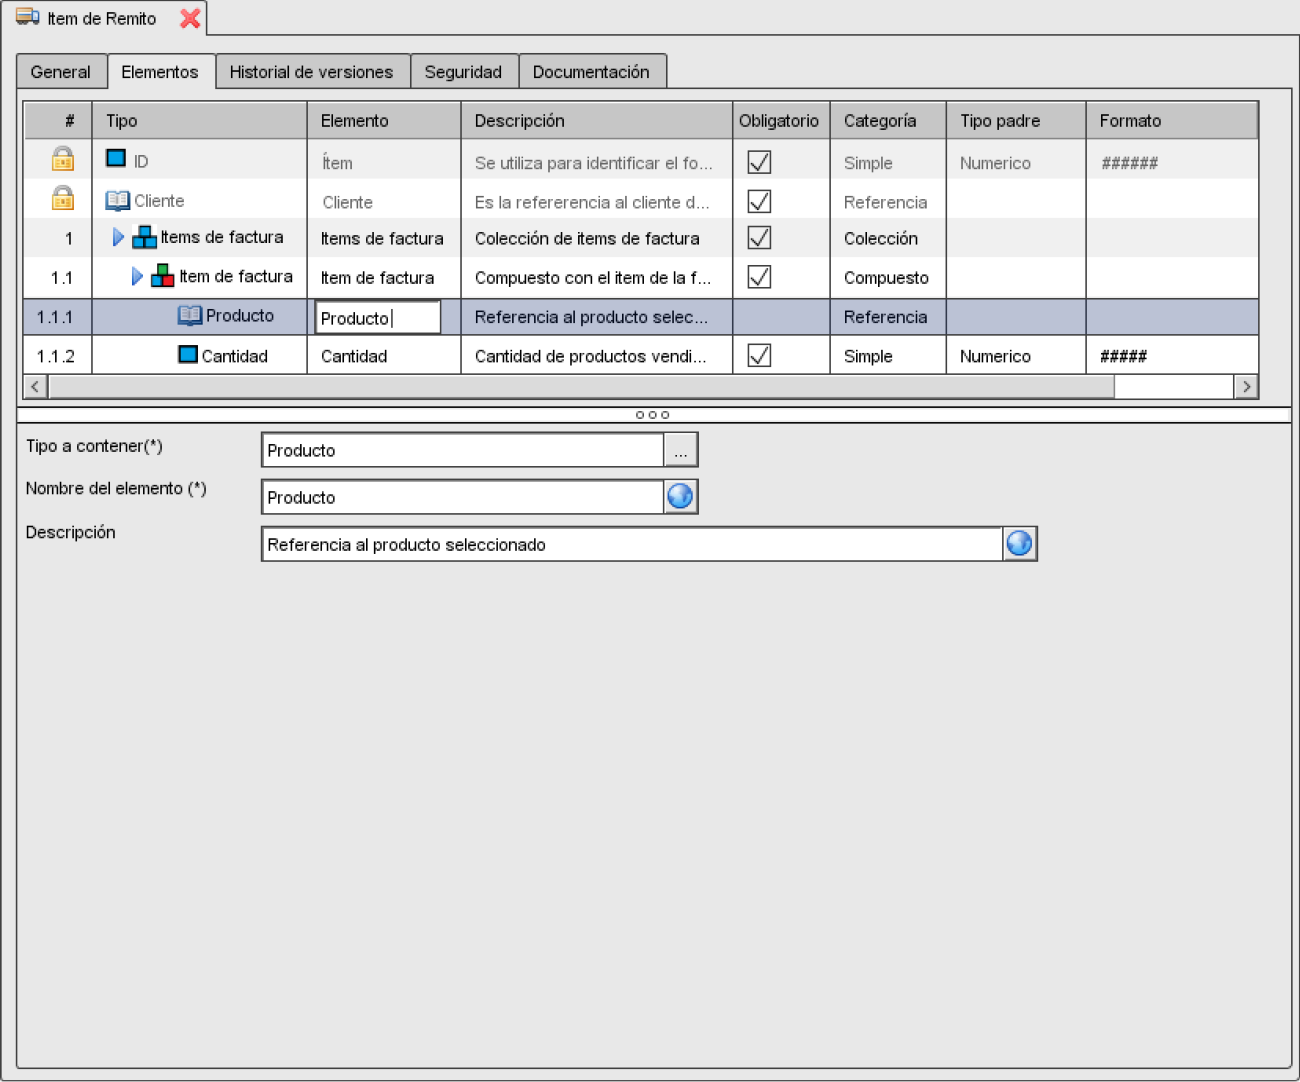 Item de Remito
General Elementos Historial de versiones Seguridad Documentación
# Tipo Elemento Descripción Obligatorio Categoría Tipo padre Formato
ID Ítem Se utiliza para identificar el fo... Simple Numerico ######
Cliente Cliente Es la refererencia al cliente d... Referencia
1 Items de factura Items de factura Colección de items de factura Colección
1.1 Item de factura Item de factura Compuesto con el item de la f... Compuesto
1.1.1 Producto Producto Referencia al producto selec... Referencia
1.1.2 Cantidad Cantidad Cantidad de productos vendi... Simple Numerico #####
Tipo a contener(*) Producto ...
Nombre del elemento (*) Producto
Descripción Referencia al producto seleccionado